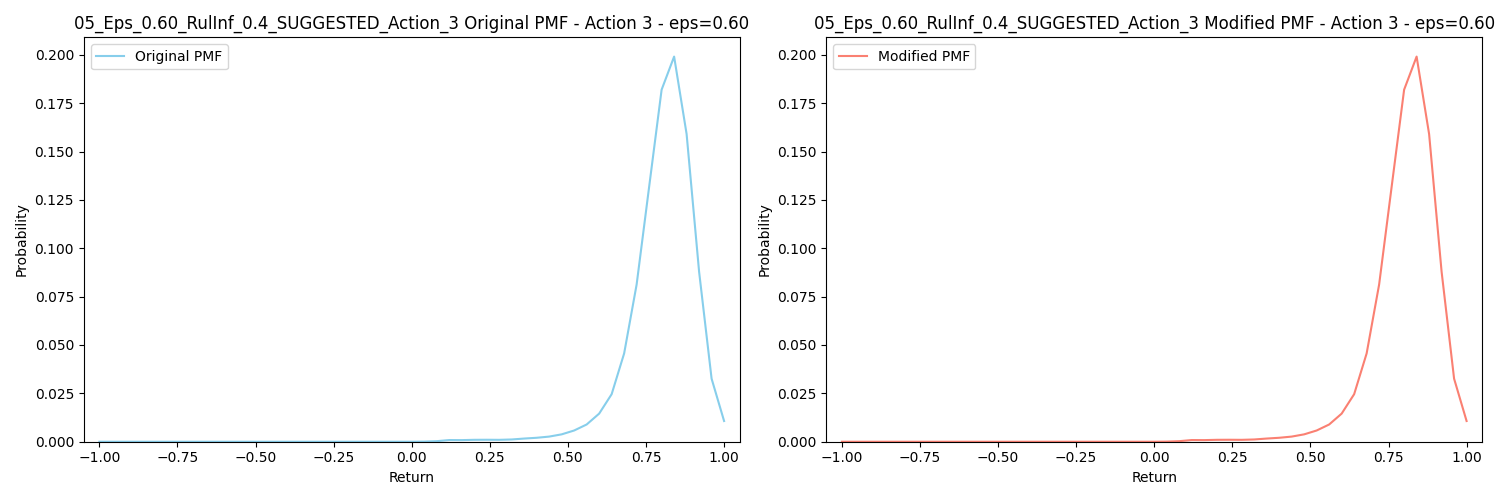 05_Eps_0.60_RulInf_0.4_SUGGESTED_Action_3 Original PMF - Action 3 - eps=0.60
Original PMF
0.200
0.175
0.150
0.125
0.100
0.075
0.050
0.025
0.000
Probability
−1.00 −0.75 −0.50 −0.25 0.00 0.25 0.50 0.75 1.00
Return
05_Eps_0.60_RulInf_0.4_SUGGESTED_Action_3 Modified PMF - Action 3 - eps=0.60
Modified PMF
0.200
0.175
0.150
0.125
0.100
0.075
0.050
0.025
0.000
Probability
−1.00 −0.75 −0.50 −0.25 0.00 0.25 0.50 0.75 1.00
Return